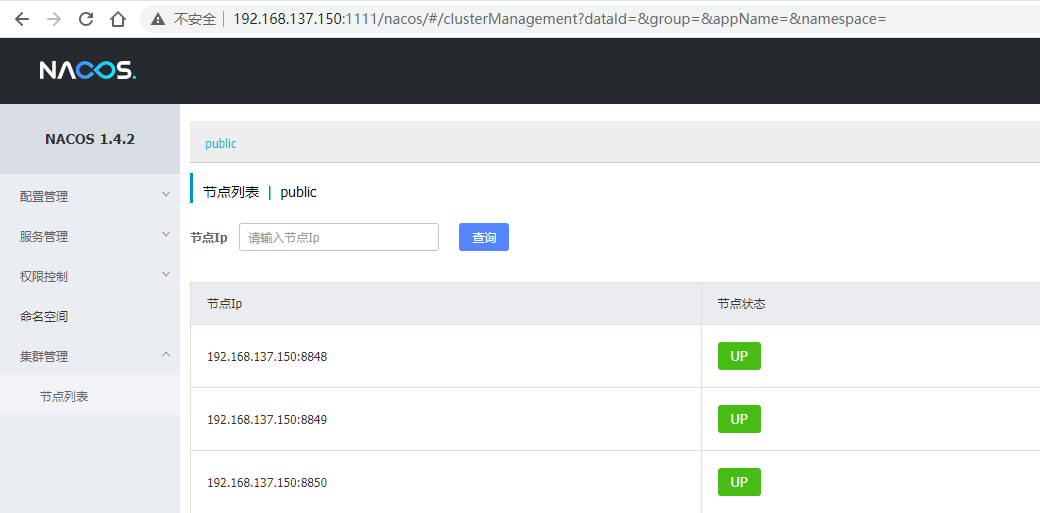 不安全 | 192.168.137.150:1111/nacos/#/clusterManagement?dataId=&group=&appName=&namespace=
NACOS.
NACOS 1.4.2
配置管理
服务管理
权限控制
命名空间
集群管理
节点列表
public
节点列表 | public
节点Ip 请输入节点Ip 查询
节点Ip 节点状态
192.168.137.150:8848 UP
192.168.137.150:8849 UP
192.168.137.150:8850 UP